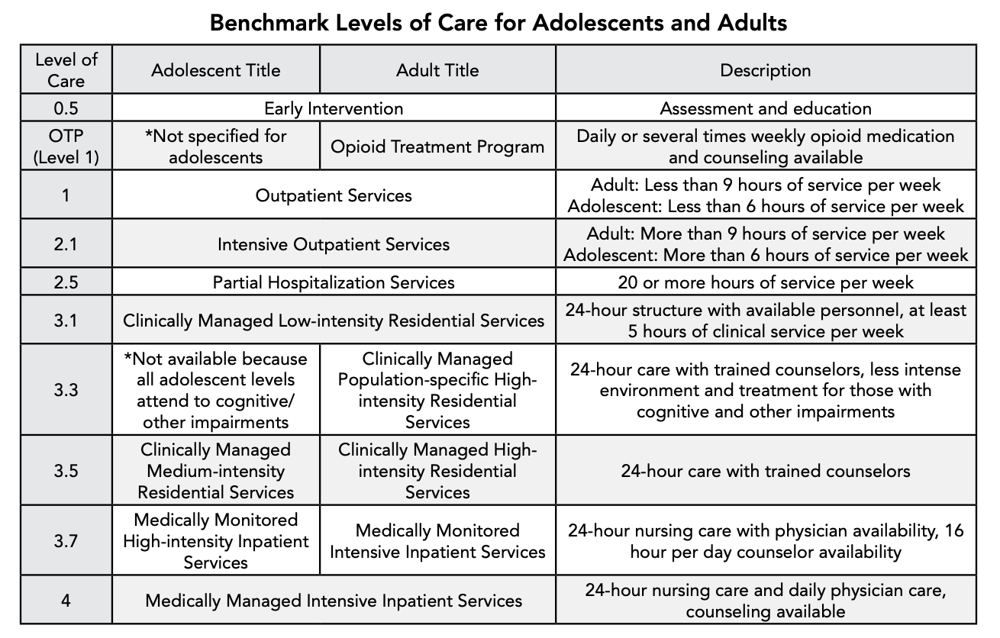 Benchmark Levels of Care for Adolescents and Adults
Level of
Care
Adolescent Title
Adult Title
Description
0.5
Early Intervention
Assessment and education
OTP
(Level 1)
*Not specified for
adolescents
Opioid Treatment Program
Daily or several times weekly opioid medication
and counseling available
1
Outpatient Services
Adult: Less than 9 hours of service per week
Adolescent: Less than 6 hours of service per week
2.1
Intensive Outpatient Services
Adult: More than 9 hours of service per week
Adolescent: More than 6 hours of service per week
2.5
Partial Hospitalization Services
20 or more hours of service per week
3.1
Clinically Managed Low-intensity Residential Services
24-hour structure with available personnel, at least
5 hours of clinical service per week
3.3
*Not available because
all adolescent levels
attend to cognitive/
other impairments
Clinically Managed
Population-specific High-
intensity Residential
Services
24-hour care with trained counselors, less intense
environment and treatment for those with
cognitive and other impairments
3.5
Clinically Managed
Medium-intensity
Residential Services
Clinically Managed High-
intensity Residential
Services
24-hour care with trained counselors
3.7
Medically Monitored
High-intensity Inpatient
Services
Medically Monitored
Intensive Inpatient Services
24-hour nursing care with physician availability, 16
hour per day counselor availability
4
Medically Managed Intensive Inpatient Services
24-hour nursing care and daily physician care,
counseling available